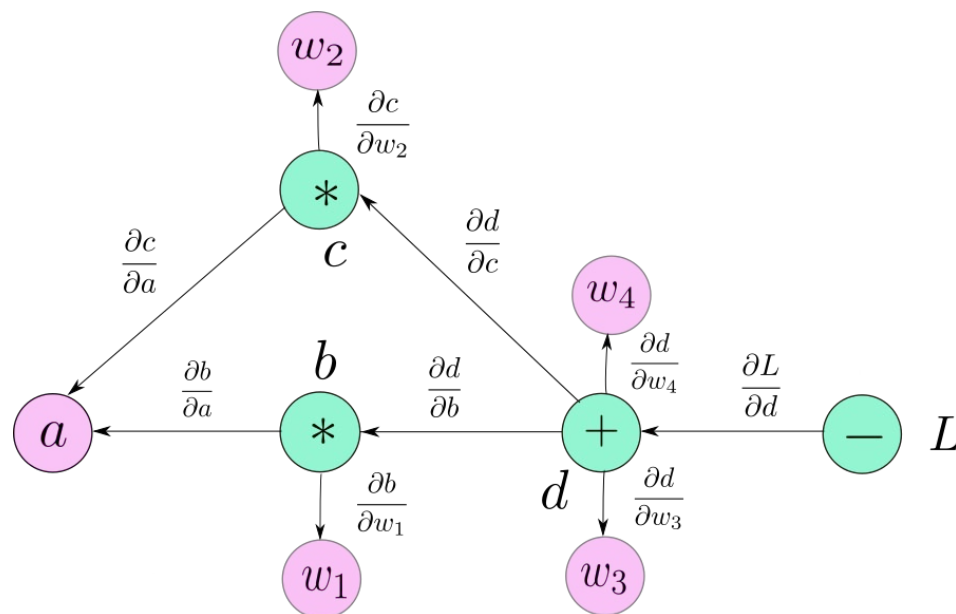 w₂
∂c/∂w₂
*
c
∂c/∂a
∂d/∂c
w₄
b
∂b/∂a
∂d/∂b
∂d/∂w₄
∂L/∂d
a
*
+
−
L
d
∂b/∂w₁
∂d/∂w₃
w₁
w₃